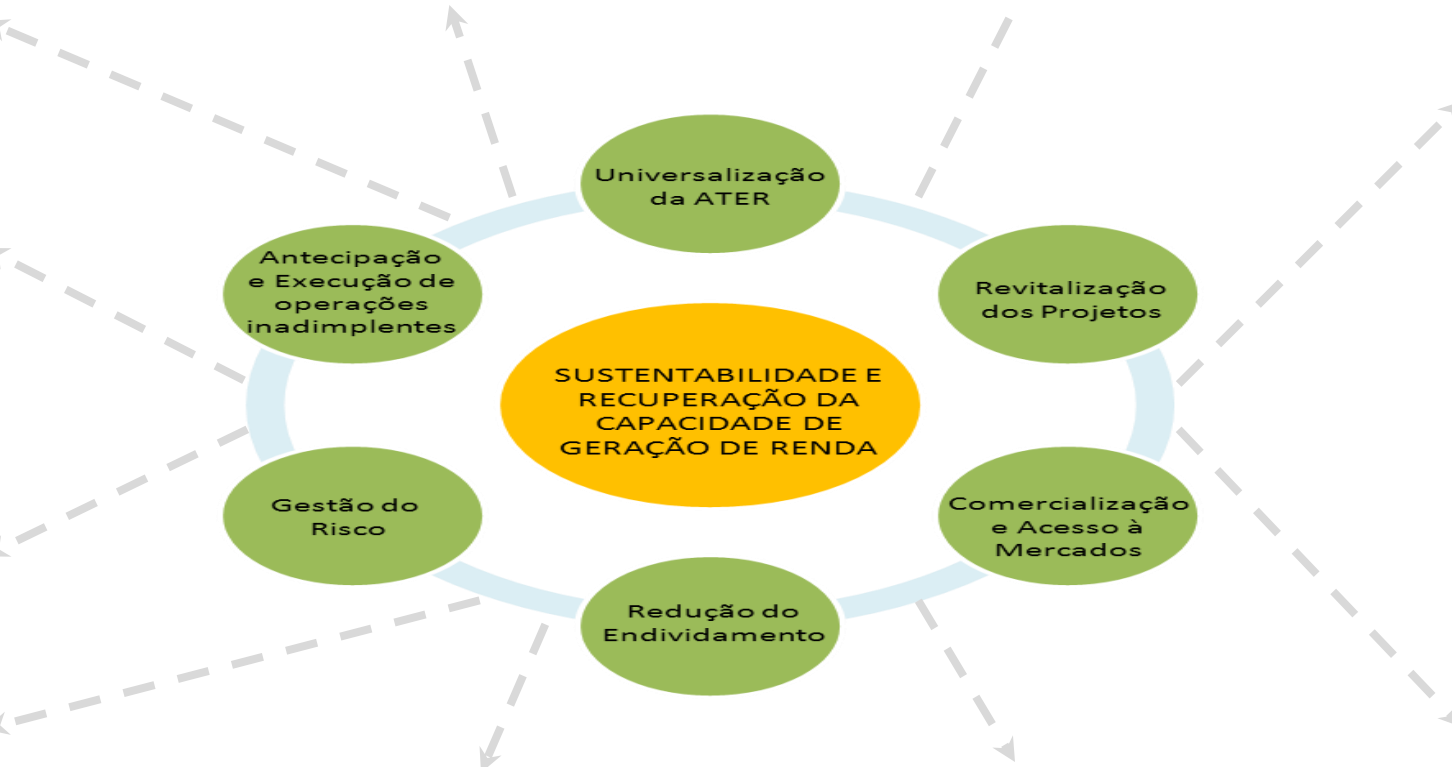 Universalização
da ATER
Antecipação
e Execução de
operações
inadimplentes
Revitalização
dos Projetos
SUSTENTABILIDADE E
RECUPERAÇÃO DA
CAPACIDADE DE
GERAÇÃO DE RENDA
Gestão do
Risco
Comercialização
e Acesso à
Mercados
Redução do
Endividamento